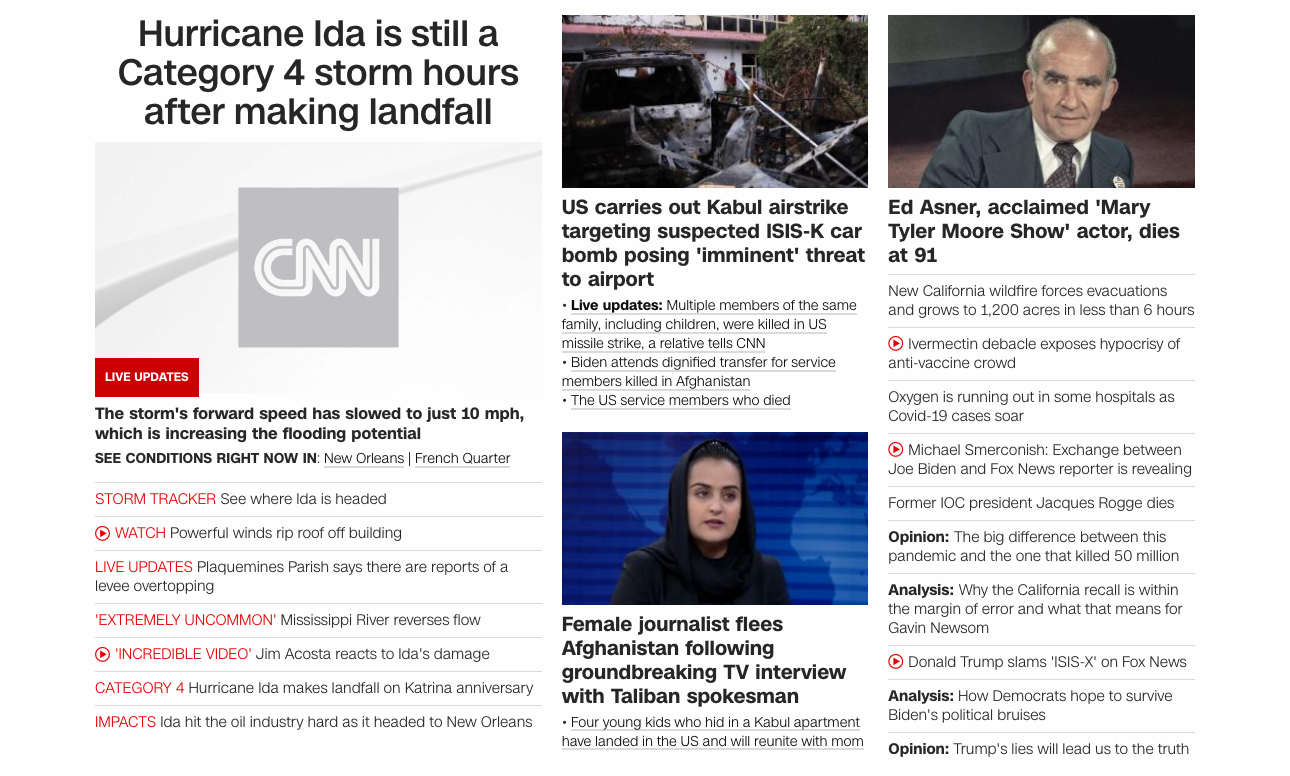 Hurricane Ida is still a
Category 4 storm hours
after making landfall
CNN
LIVE UPDATES
The storm's forward speed has slowed to just 10 mph,
which is increasing the flooding potential
SEE CONDITIONS RIGHT NOW IN: New Orleans | French Quarter
STORM TRACKER See where Ida is headed
WATCH Powerful winds rip roof off building
LIVE UPDATES Plaquemines Parish says there are reports of a
levee overtopping
'EXTREMELY UNCOMMON' Mississippi River reverses flow
'INCREDIBLE VIDEO' Jim Acosta reacts to Ida's damage
CATEGORY 4 Hurricane Ida makes landfall on Katrina anniversary
IMPACTS Ida hit the oil industry hard as it headed to New Orleans
US carries out Kabul airstrike
targeting suspected ISIS-K car
bomb posing 'imminent' threat
to airport
• Live updates: Multiple members of the same
family, including children, were killed in US
missile strike, a relative tells CNN
• Biden attends dignified transfer for service
members killed in Afghanistan
• The US service members who died
Female journalist flees
Afghanistan following
groundbreaking TV interview
with Taliban spokesman
• Four young kids who hid in a Kabul apartment
have landed in the US and will reunite with mom
Ed Asner, acclaimed 'Mary
Tyler Moore Show' actor, dies
at 91
New California wildfire forces evacuations
and grows to 1,200 acres in less than 6 hours
Ivermectin debacle exposes hypocrisy of
anti-vaccine crowd
Oxygen is running out in some hospitals as
Covid-19 cases soar
Michael Smerconish: Exchange between
Joe Biden and Fox News reporter is revealing
Former IOC president Jacques Rogge dies
Opinion: The big difference between this
pandemic and the one that killed 50 million
Analysis: Why the California recall is within
the margin of error and what that means for
Gavin Newsom
Donald Trump slams 'ISIS-X' on Fox News
Analysis: How Democrats hope to survive
Biden's political bruises
Opinion: Trump's lies will lead us to the truth